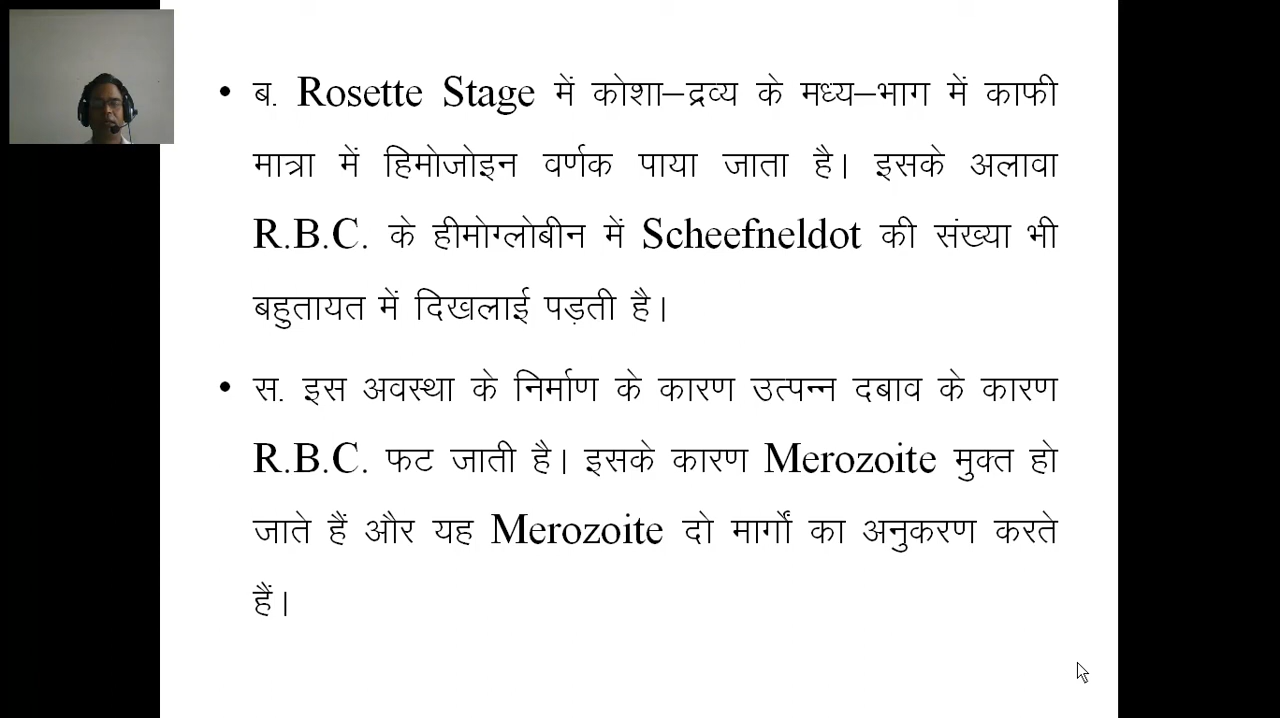 • ब. Rosette Stage में कोशा–द्रव्य के मध्य–भाग में काफी
मात्रा में हिमोजोइन वर्णक पाया जाता है। इसके अलावा
R.B.C. के हीमोग्लोबीन में Scheefneldot की संख्या भी
बहुतायत में दिखलाई पड़ती है।
• स. इस अवस्था के निर्माण के कारण उत्पन्न दबाव के कारण
R.B.C. फट जाती है। इसके कारण Merozoite मुक्त हो
जाते हैं और यह Merozoite दो मार्गों का अनुकरण करते
हैं।